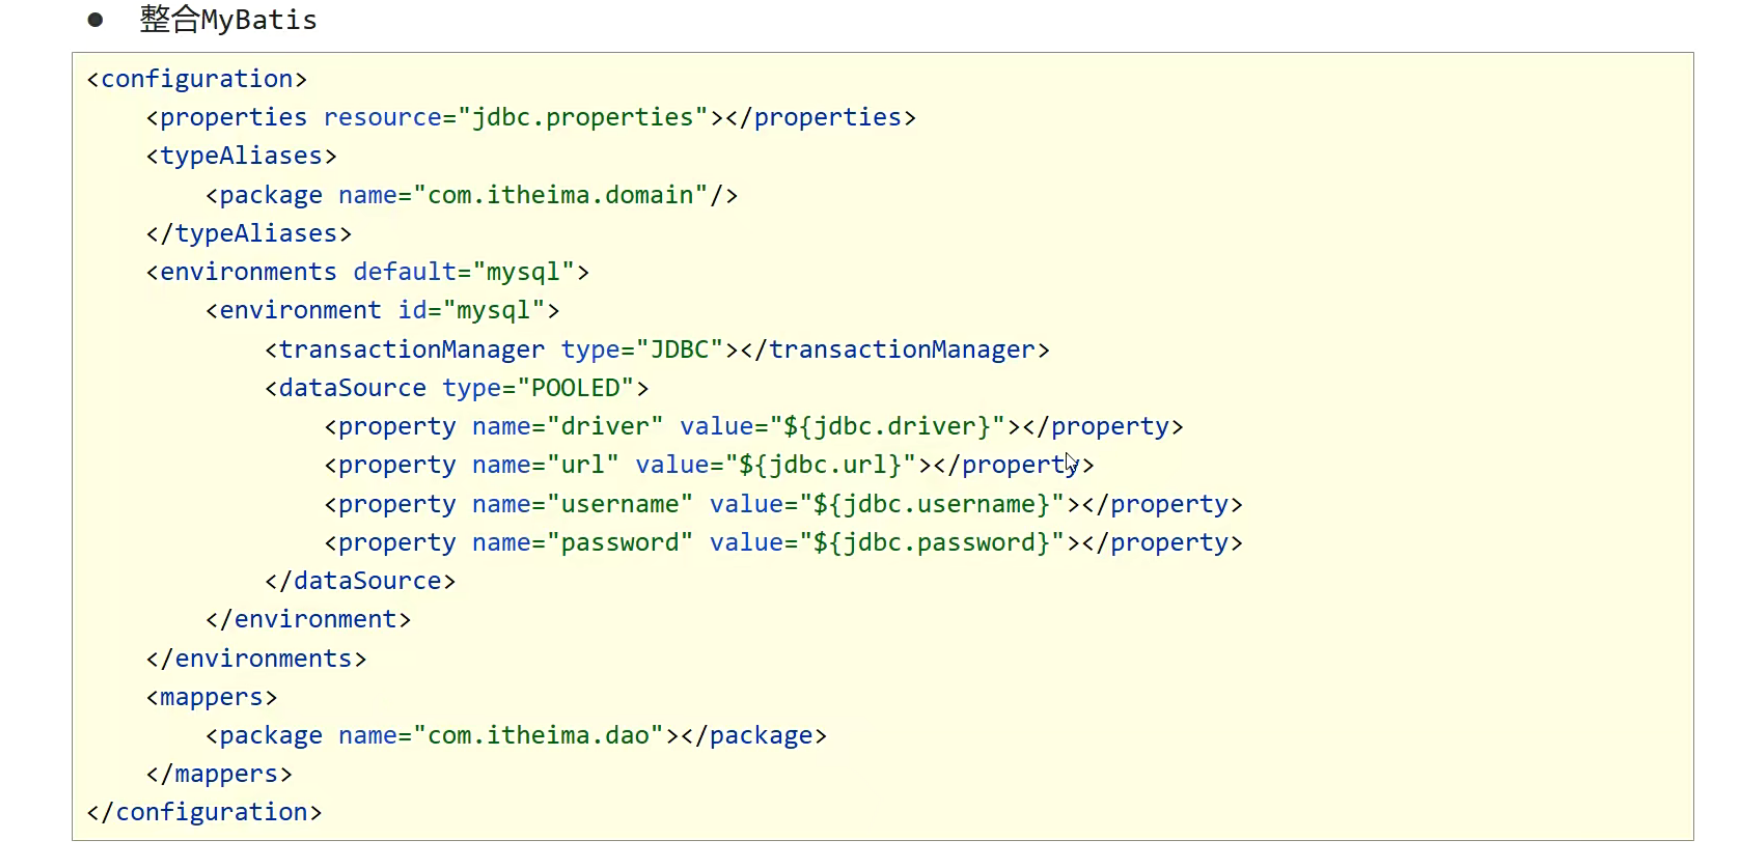 ● 整合MyBatis
<configuration>
    <properties resource="jdbc.properties"></properties>
    <typeAliases>
        <package name="com.itheima.domain"/>
    </typeAliases>
    <environments default="mysql">
        <environment id="mysql">
            <transactionManager type="JDBC"></transactionManager>
            <dataSource type="POOLED">
                <property name="driver" value="${jdbc.driver}"></property>
                <property name="url" value="${jdbc.url}"></property>
                <property name="username" value="${jdbc.username}"></property>
                <property name="password" value="${jdbc.password}"></property>
            </dataSource>
        </environment>
    </environments>
    <mappers>
        <package name="com.itheima.dao"></package>
    </mappers>
</configuration>